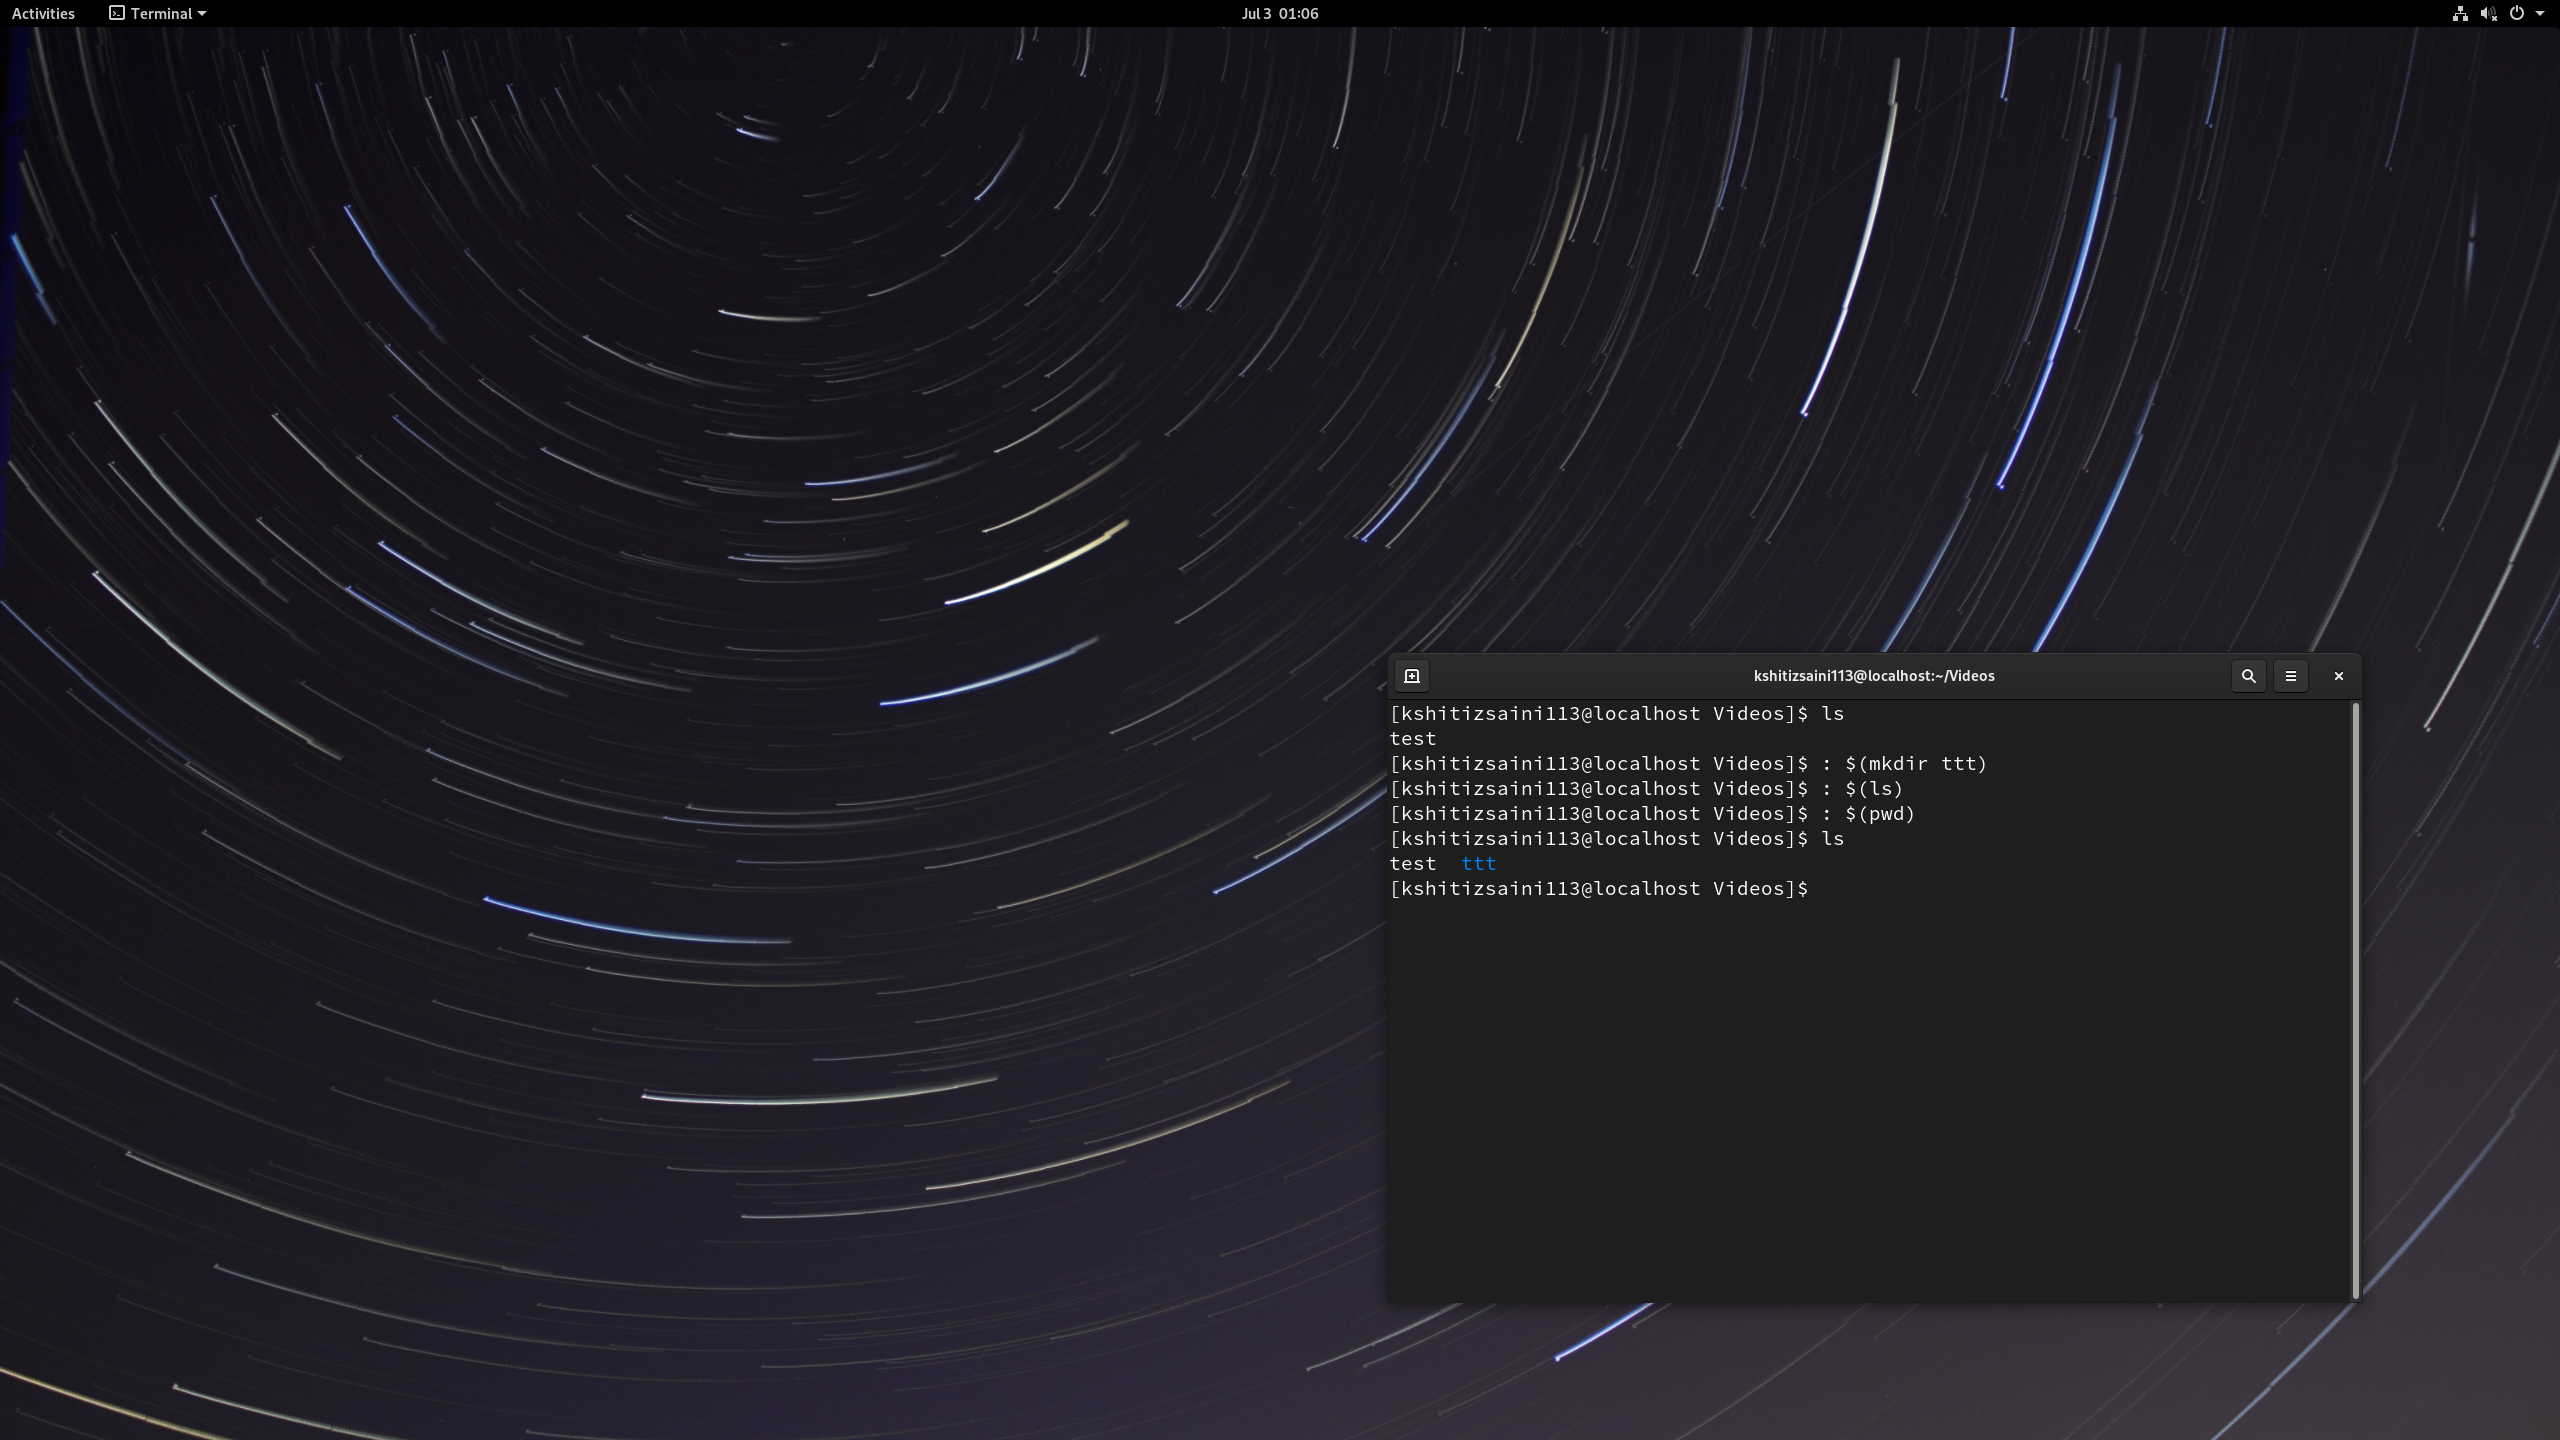 Activities Terminal Jul 3 01:06
kshitizsaini113@localhost:~/Videos
[kshitizsaini113@localhost Videos]$ ls
test
[kshitizsaini113@localhost Videos]$ : $(mkdir ttt)
[kshitizsaini113@localhost Videos]$ : $(ls)
[kshitizsaini113@localhost Videos]$ : $(pwd)
[kshitizsaini113@localhost Videos]$ ls
test  ttt
[kshitizsaini113@localhost Videos]$